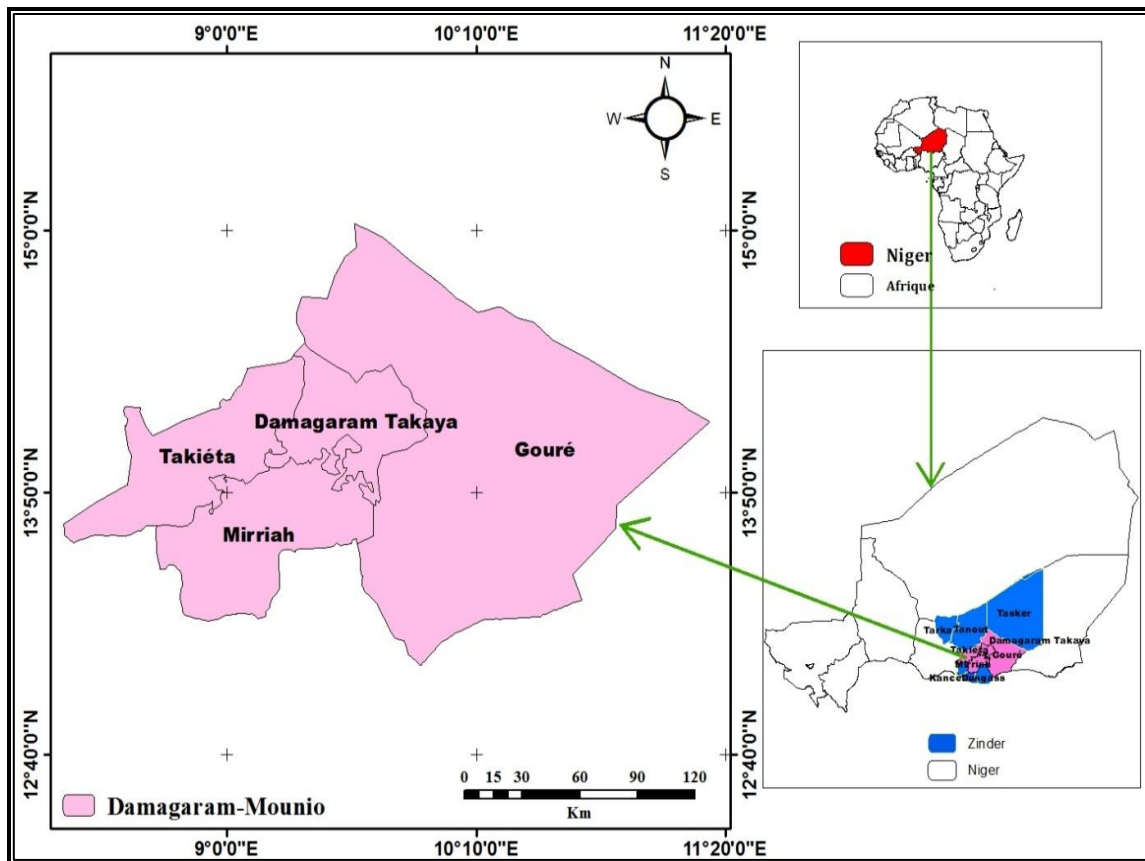 9°0'0"E 10°10'0"E 11°20'0"E
N
W E
S
15°0'0"N
15°0'0"N
Damagaram Takaya
Takiéta
Gouré
13°50'0"N
13°50'0"N
Mirriah
12°40'0"N
12°40'0"N
0 15 30 60 90 120
Km
Damagaram-Mounio
9°0'0"E 10°10'0"E 11°20'0"E
Niger
Afrique
Tasker
Tarka Tanout
Damagaram Takaya
Takiéta
Gouré
Mirriah
Dungass
Zinder
Niger